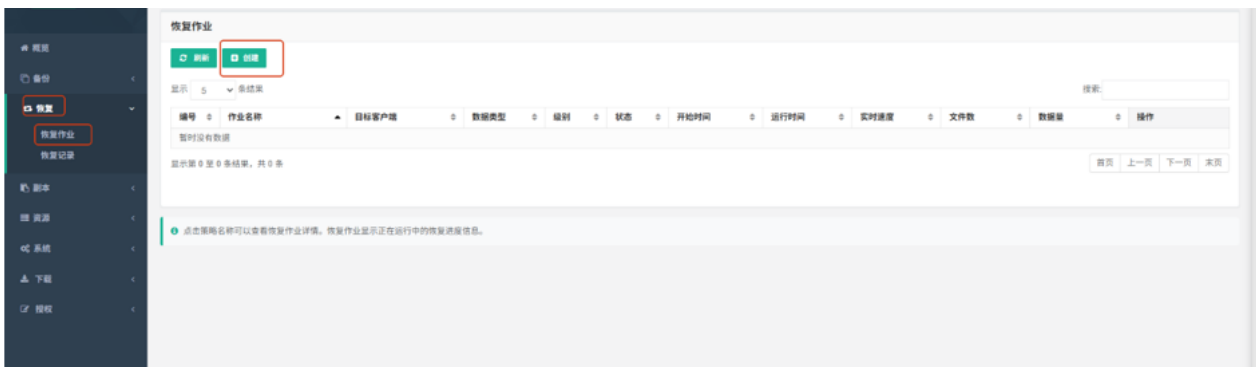 概览
备份
恢复
恢复作业
恢复记录
副本
资源
系统
下载
授权
恢复作业
刷新 创建
显示 5 条结果 搜索:
编号 作业名称 目标客户端 数据类型 级别 状态 开始时间 运行时间 实时速度 文件数 数据量 操作
暂时没有数据
显示第 0 至 0 条结果，共 0 条
首页 上一页 下一页 末页
点击策略名称可以查看恢复作业详情。恢复作业显示正在运行中的恢复进度信息。